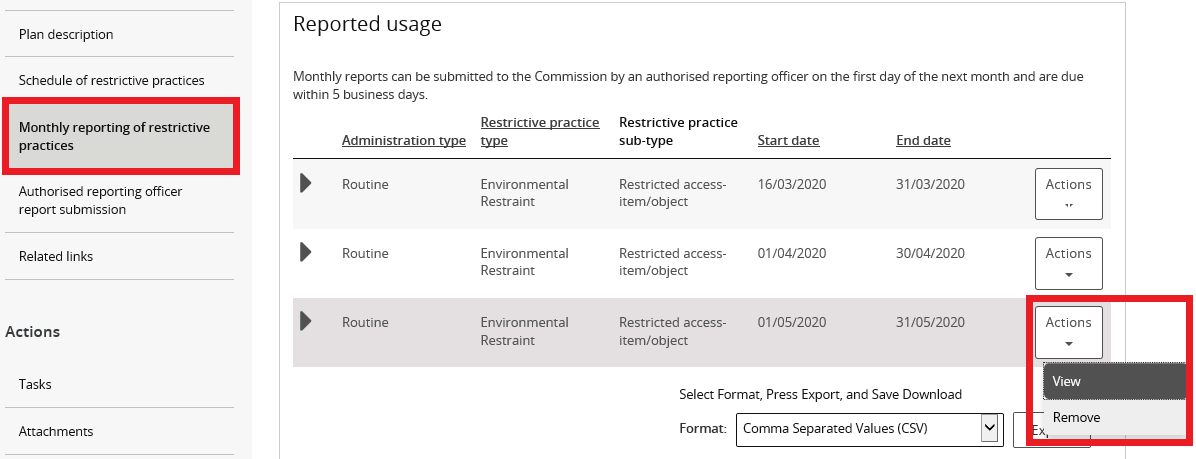 Plan description
Schedule of restrictive practices
Monthly reporting of restrictive
practices
Authorised reporting officer
report submission
Related links
Actions
Tasks
Attachments
Reported usage
Monthly reports can be submitted to the Commission by an authorised reporting officer on the first day of the next month and are due
within 5 business days.
Administration type Restrictive practice type Restrictive practice sub-type Start date End date
Routine Environmental Restricted access- 16/03/2020 31/03/2020 Actions
Restraint item/object
Routine Environmental Restricted access- 01/04/2020 30/04/2020 Actions
Restraint item/object
Routine Environmental Restricted access- 01/05/2020 31/05/2020 Actions
Restraint item/object
View
Remove
Select Format, Press Export, and Save Download
Format: Comma Separated Values (CSV)